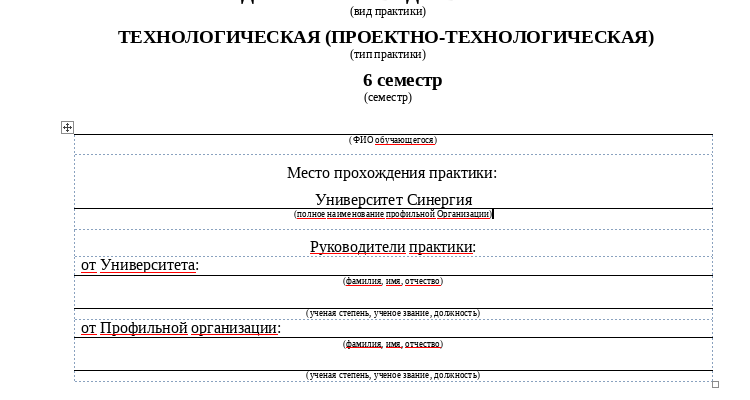 (вид практики)
ТЕХНОЛОГИЧЕСКАЯ (ПРОЕКТНО-ТЕХНОЛОГИЧЕСКАЯ)
(тип практики)
6 семестр
(семестр)
(ФИО обучающегося)
Место прохождения практики:
Университет Синергия
(полное наименование профильной Организации)
Руководители практики:
от Университета:
(фамилия, имя, отчество)
(ученая степень, ученое звание, должность)
от Профильной организации:
(фамилия, имя, отчество)
(ученая степень, ученое звание, должность)